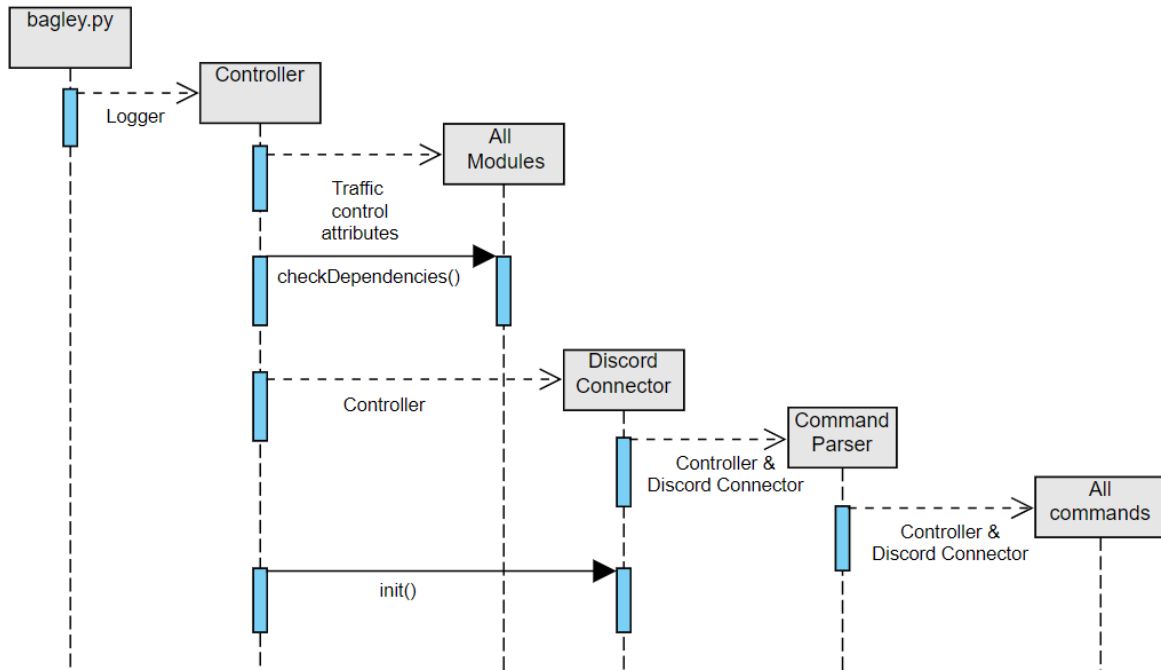 bagley.py
Controller
Logger
All
Modules
Traffic
control
attributes
checkDependencies()
Discord
Connector
Controller
Command
Parser
Controller &
Discord Connector
All
commands
Controller &
Discord Connector
init()